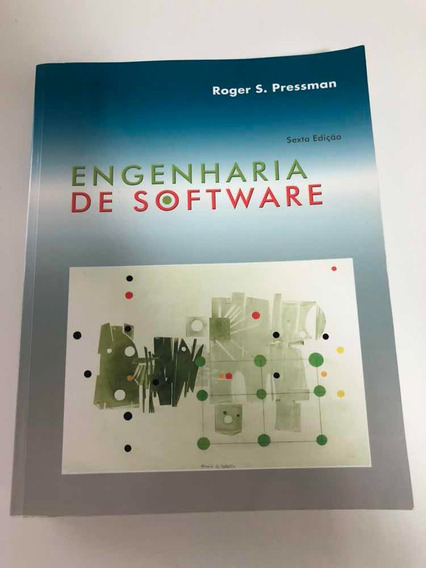 Roger S. Pressman
Sexta Edição
ENGENHARIA
DE SOFTWARE